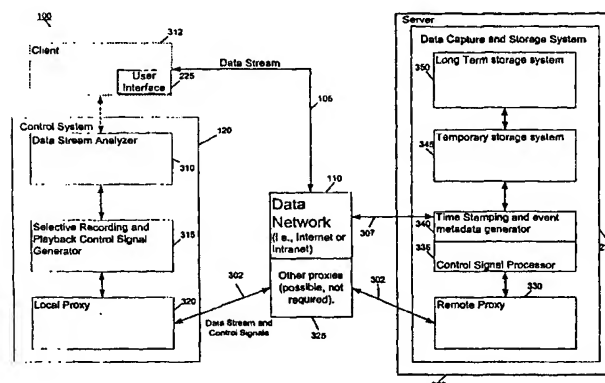 100
312
Client
User
Interface
225
Data Stream
105
Control System
120
Data Stream Analyzer
310
Selective Recording and
Playback Control Signal
Generator
315
Local Proxy
320
302
Data Stream and
Control Signals
110
Data
Network
(i.e., Internet or
Intranet)
Other proxies
(possible, not
required).
325
307
302
Server
Data Capture and Storage System
350
Long Term storage system
345
Temporary storage system
340
Time Stamping and event
metadata generator
335
Control Signal Processor
330
Remote Proxy